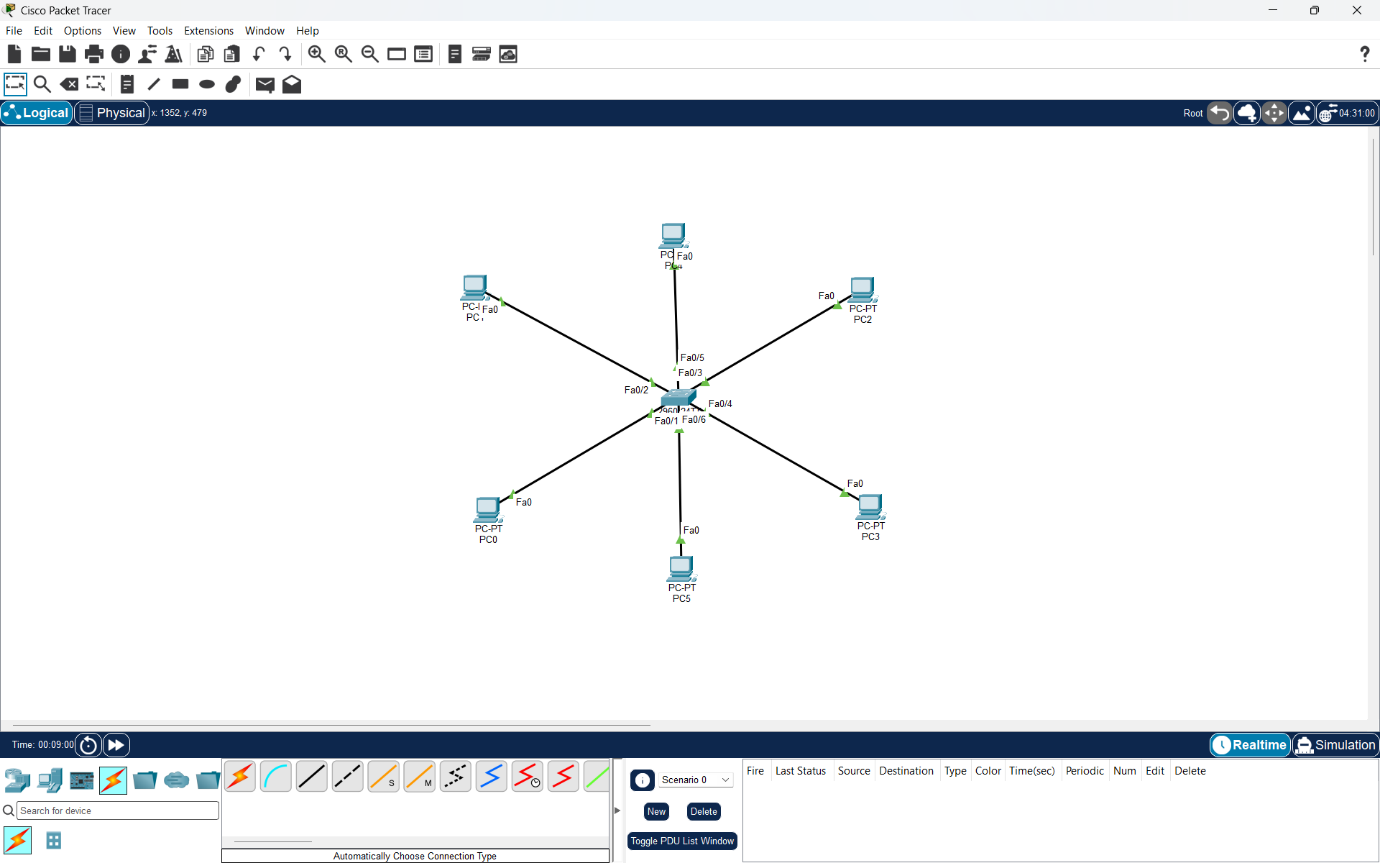 Cisco Packet Tracer
File Edit Options View Tools Extensions Window Help
?
Logical Physical x: 1352, y: 479 Root 04:31:00
Fa0
PC-PT
PC2
Fa0
Fa0
Fa0/5
Fa0/3
Fa0/2
Fa0/4
Fa0/1 Fa0/6
Fa0
PC-PT
PC0
Fa0
PC-PT
PC3
Fa0
PC-PT
PC5
Time: 00:09:00 Realtime Simulation
S M
Search for device
Automatically Choose Connection Type
Scenario 0
New Delete
Toggle PDU List Window
Fire Last Status Source Destination Type Color Time(sec) Periodic Num Edit Delete